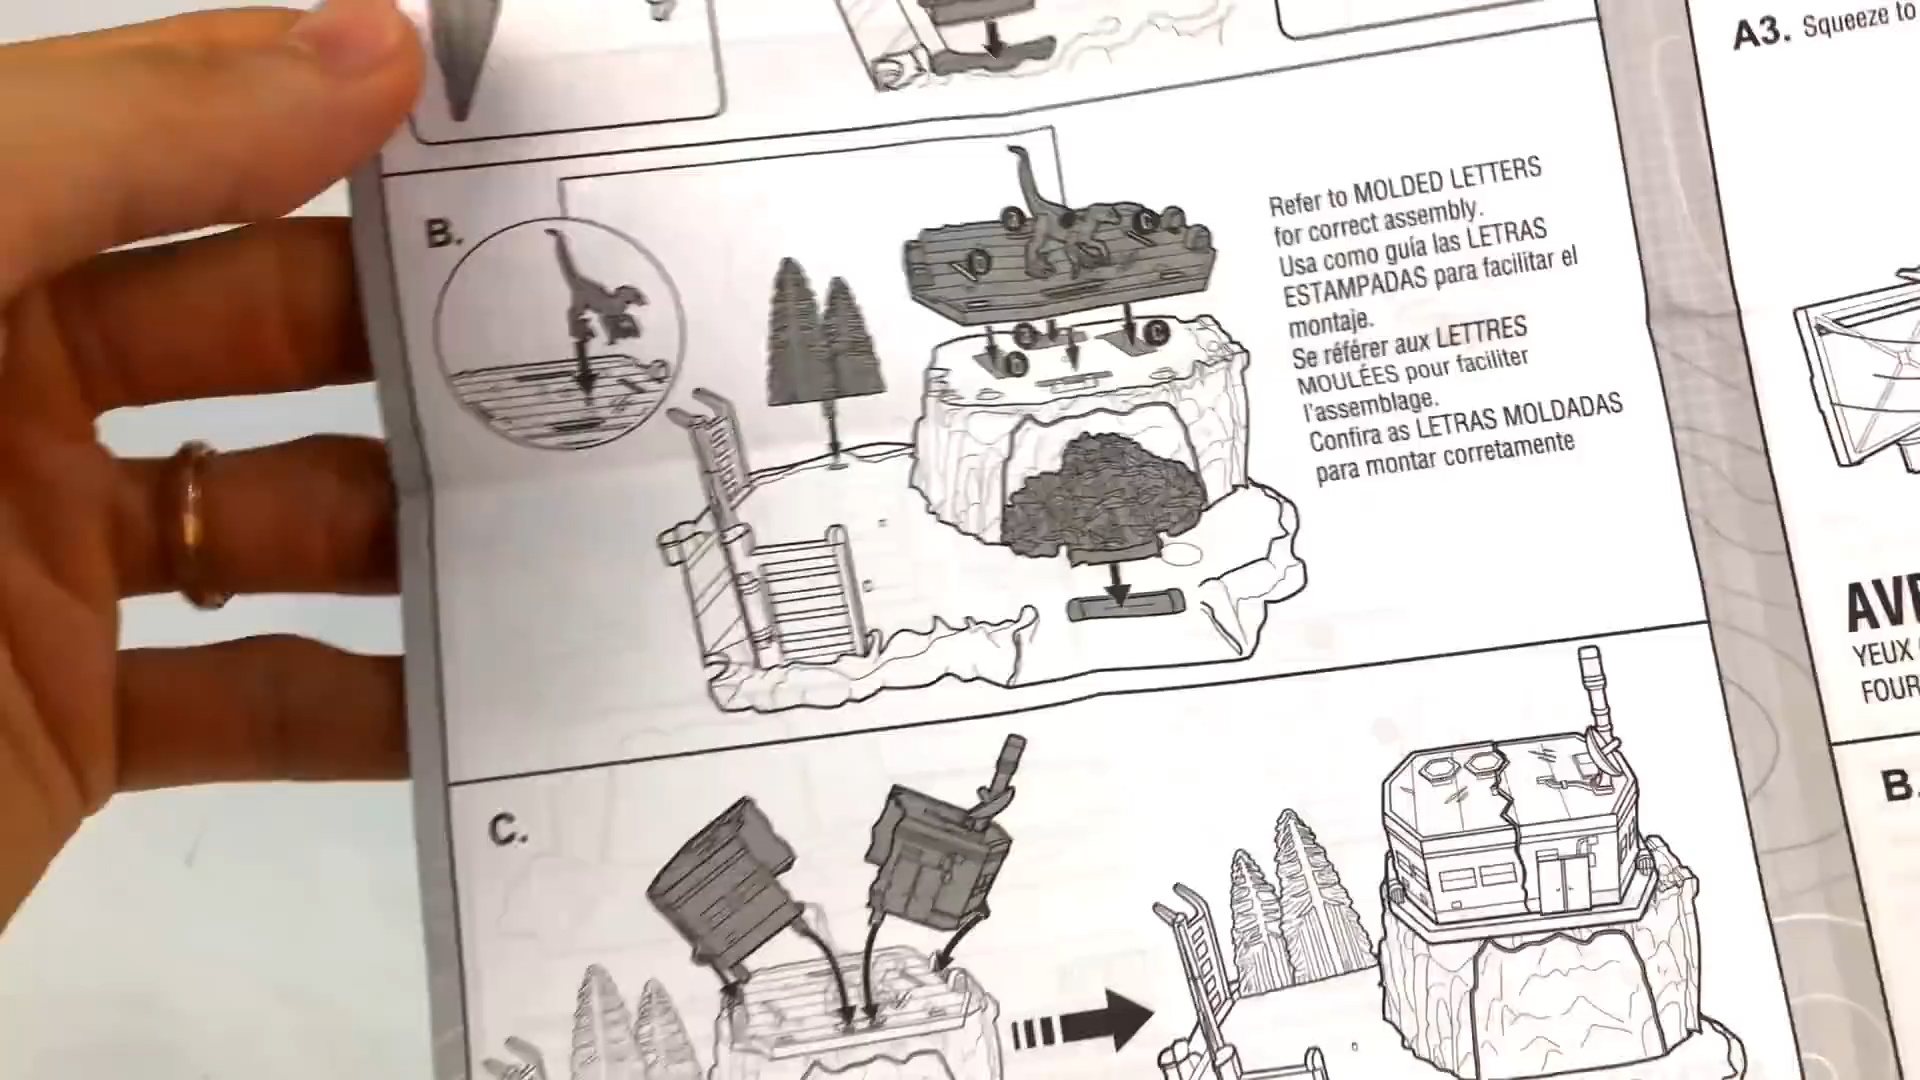 A3. Squeeze to
B.
Refer to MOLDED LETTERS
for correct assembly.
Usa como guía las LETRAS
ESTAMPADAS para facilitar el
montaje.
Se référer aux LETTRES
MOULÉES pour faciliter
l'assemblage.
Confira as LETRAS MOLDADAS
para montar corretamente
C
C
C.
YEUX
B.